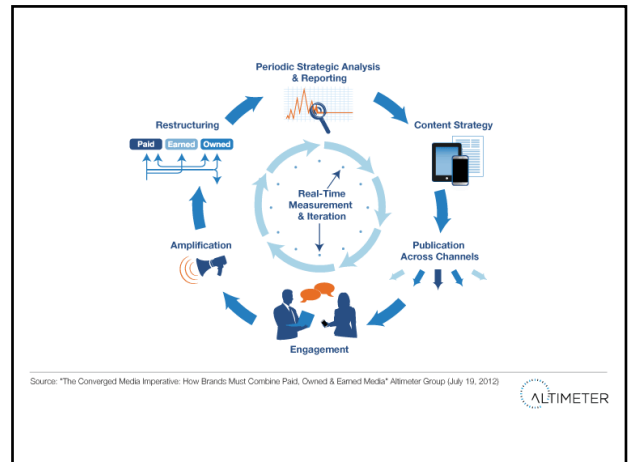 Periodic Strategic Analysis
& Reporting
Restructuring
Paid
Earned
Owned
Content Strategy
Real-Time
Measurement
& Iteration
Amplification
Publication
Across Channels
Engagement
Source: "The Converged Media Imperative: How Brands Must Combine Paid, Owned & Earned Media" Altimeter Group (July 19, 2012)
ALTIMETER